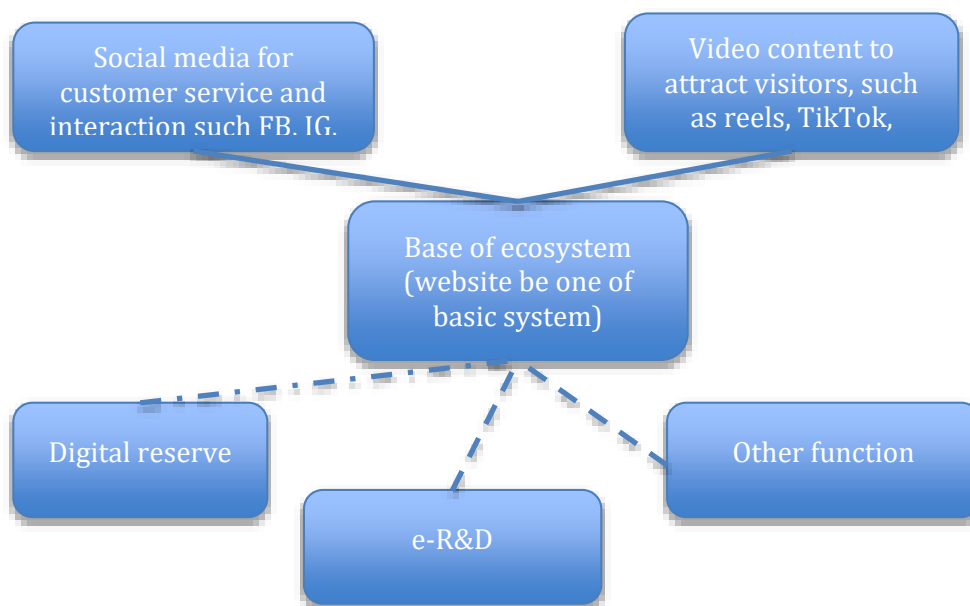 Social media for
customer service and
interaction such FB, IG,
Video content to
attract visitors, such
as reels, TikTok,
Base of ecosystem
(website be one of
basic system)
Digital reserve
Other function
e-R&D